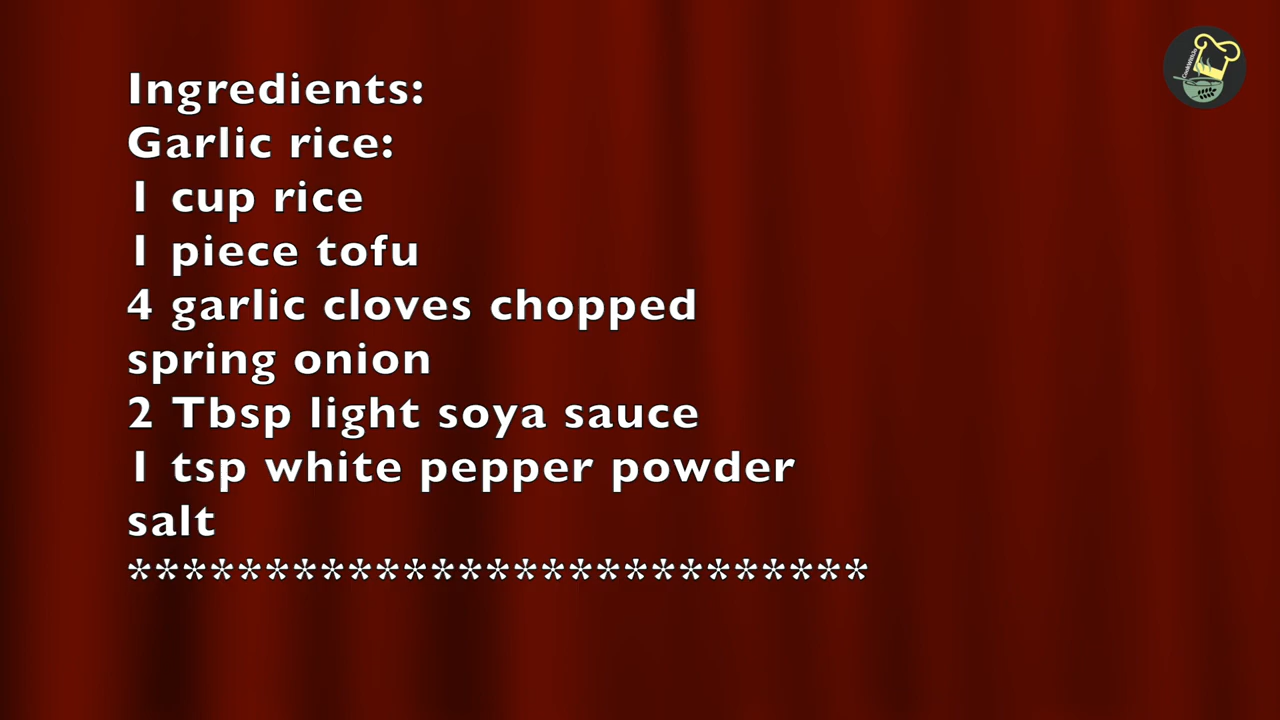 Ingredients:
Garlic rice:
1 cup rice
1 piece tofu
4 garlic cloves chopped
spring onion
2 Tbsp light soya sauce
1 tsp white pepper powder
salt
***************************